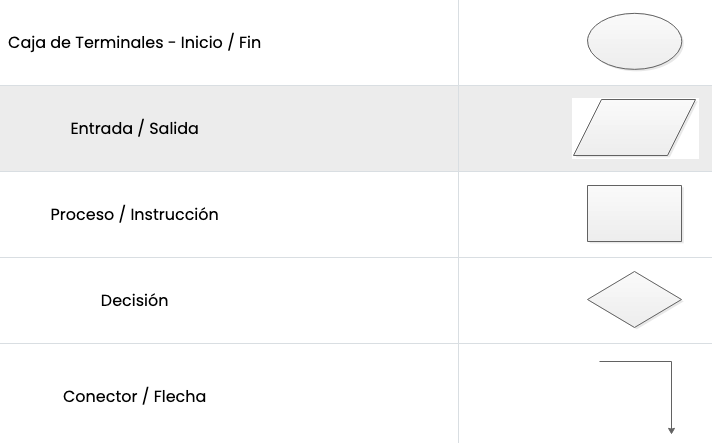 Caja de Terminales - Inicio / Fin
Entrada / Salida
Proceso / Instrucción
Decisión
Conector / Flecha